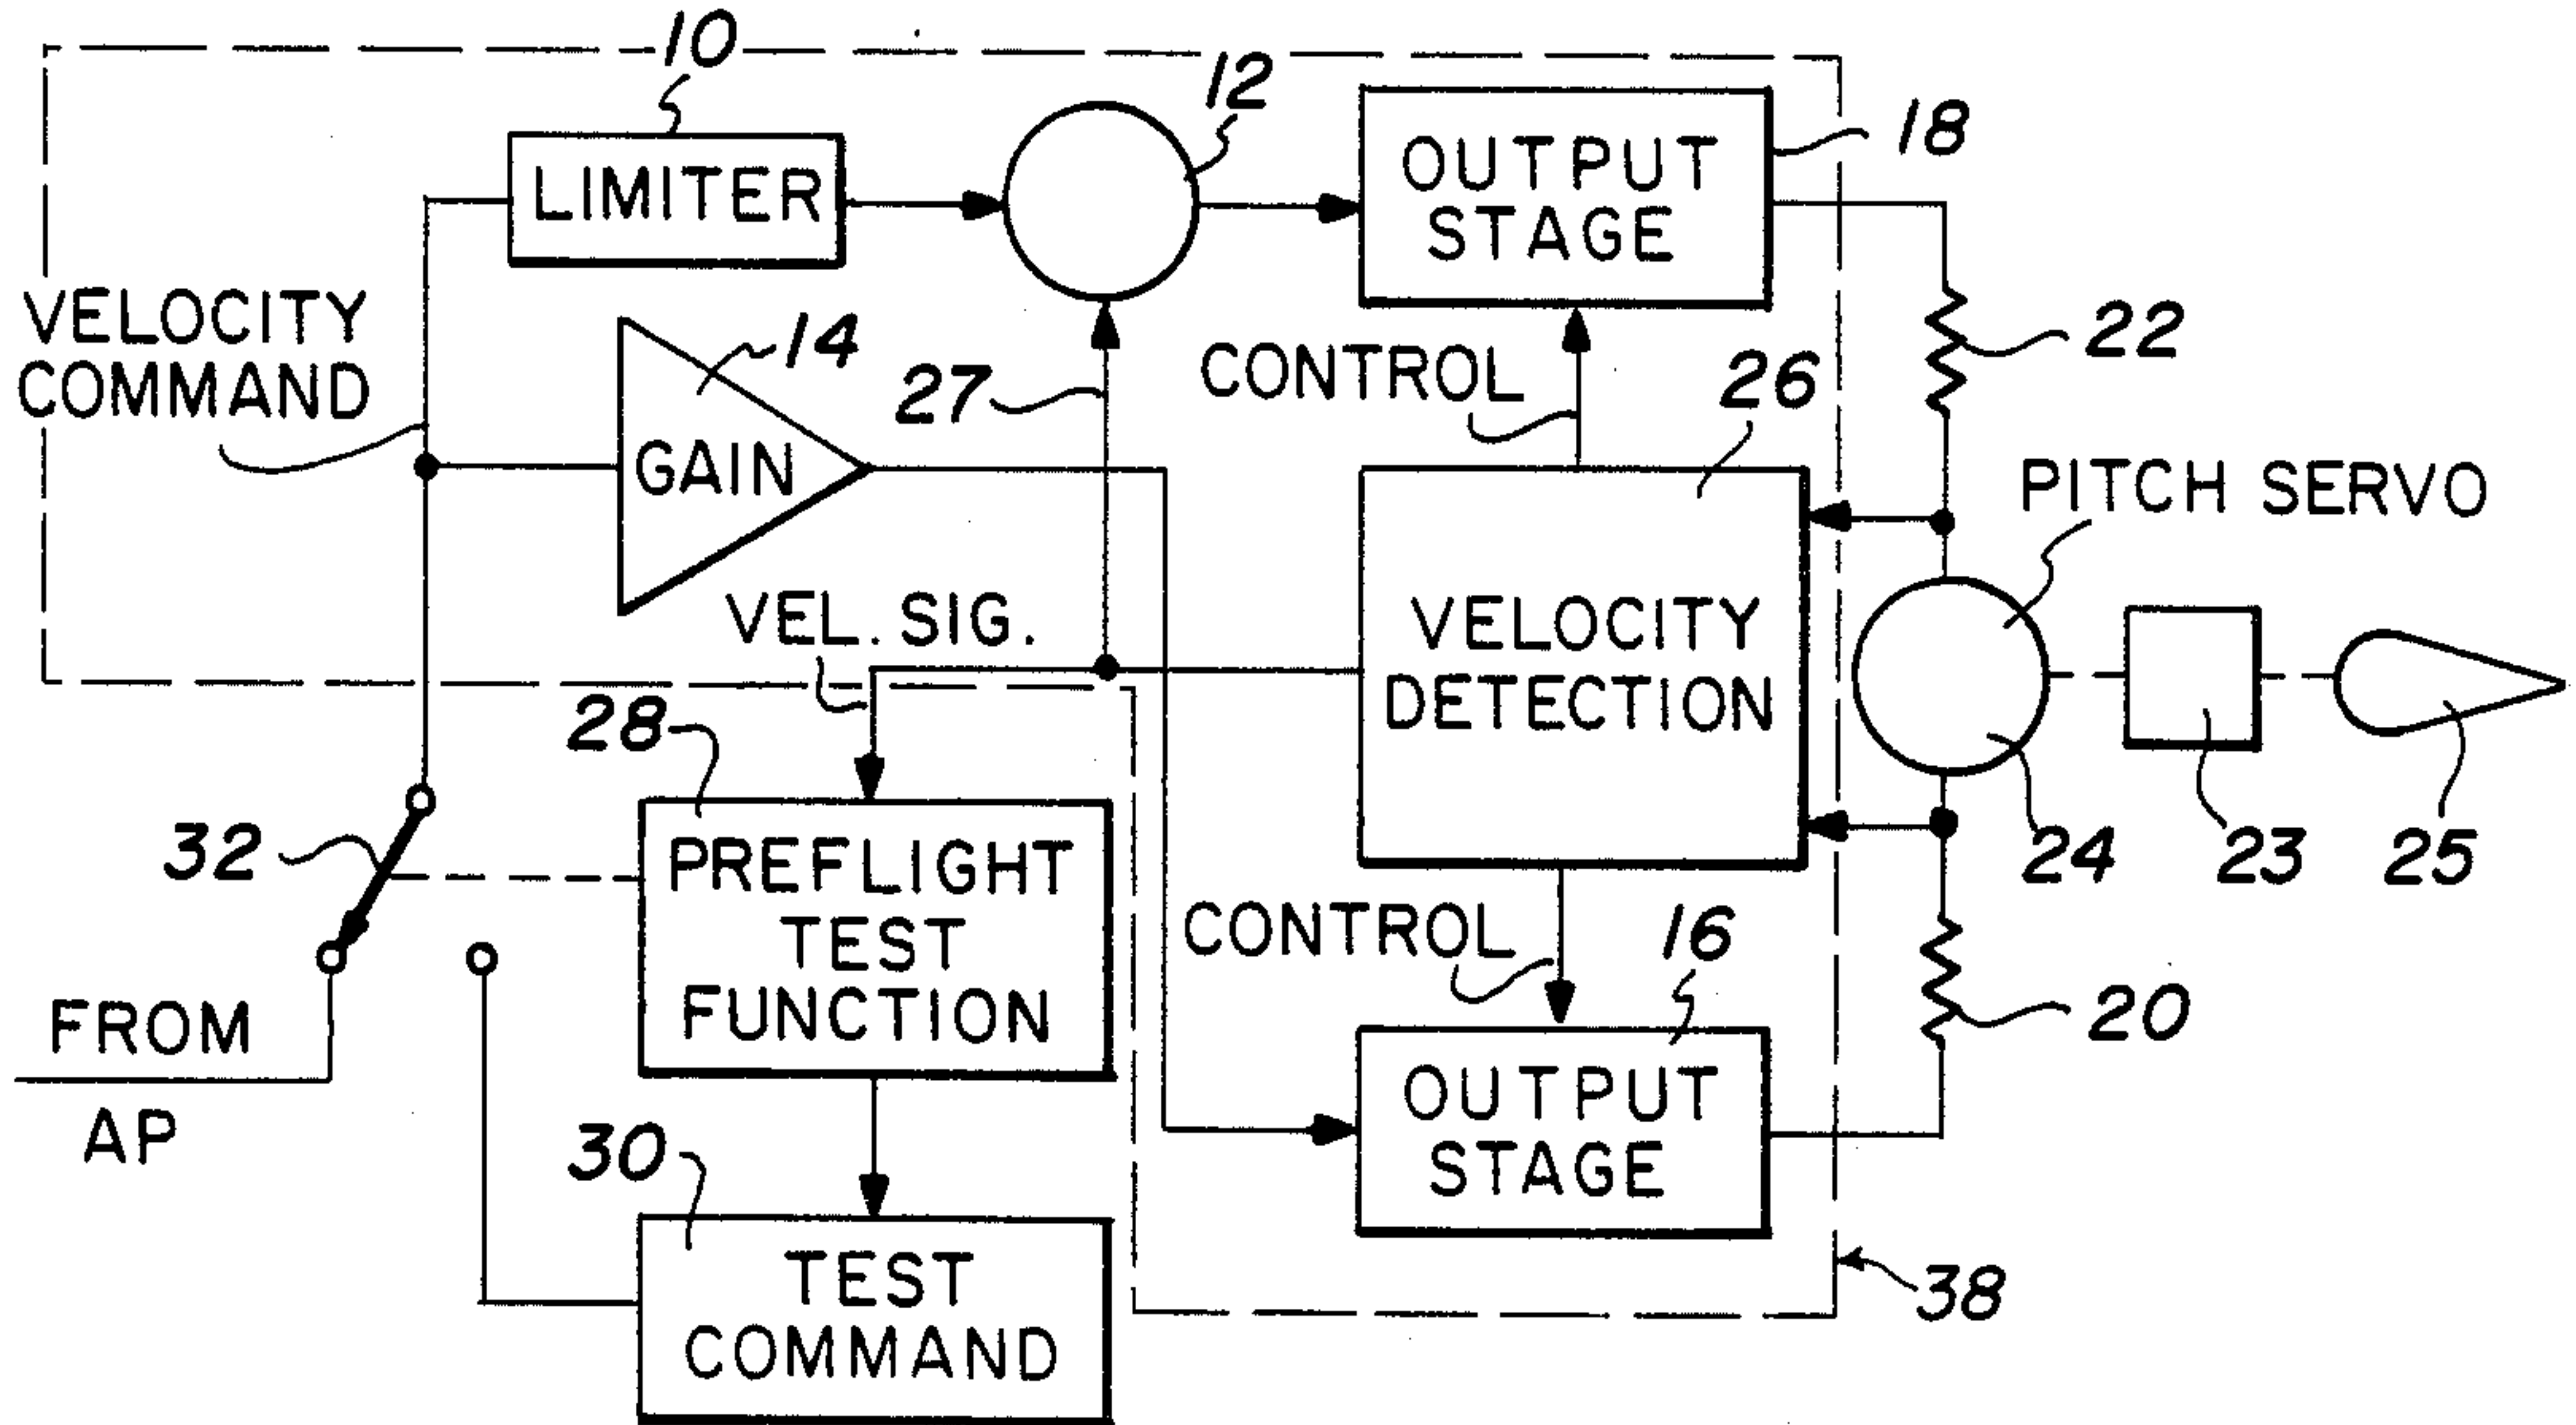 10
12
LIMITER
OUTPUT
STAGE
18
VELOCITY
COMMAND
14
GAIN
27
CONTROL
26
22
PITCH SERVO
VEL. SIG.
VELOCITY
DETECTION
28
32
PREFLIGHT
TEST
FUNCTION
24
23
25
CONTROL
16
20
FROM
AP
OUTPUT
STAGE
30
TEST
COMMAND
38